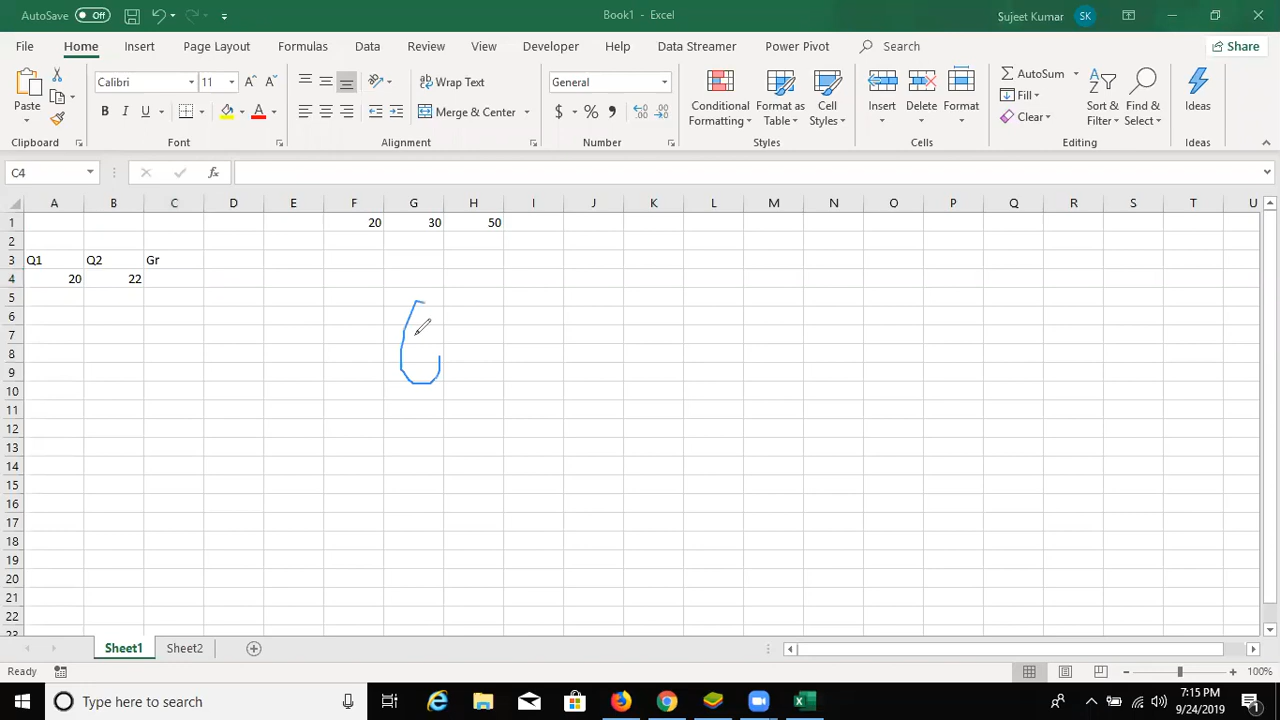 AutoSave Off Book1 - Excel Sujeet Kumar SK
File Home Insert Page Layout Formulas Data Review View Developer Help Data Streamer Power Pivot Search Share
Paste Calibri 11 Wrap Text General Conditional Formatting Format as Table Cell Styles Insert Delete Format AutoSum Fill Clear Sort & Filter Find & Select Ideas
B I U A Merge & Center $ % ,
Clipboard Font Alignment Number Styles Cells Editing Ideas
C4 fx
A B C D E F G H I J K L M N O P Q R S T U
1 20 30 50
2
3 Q1 Q2 Gr
4 20 22
5
6
7
8
9
10
11
12
13
14
15
16
17
18
19
20
21
22
23
Sheet1 Sheet2
Ready 100%
Type here to search 7:15 PM
9/24/2019